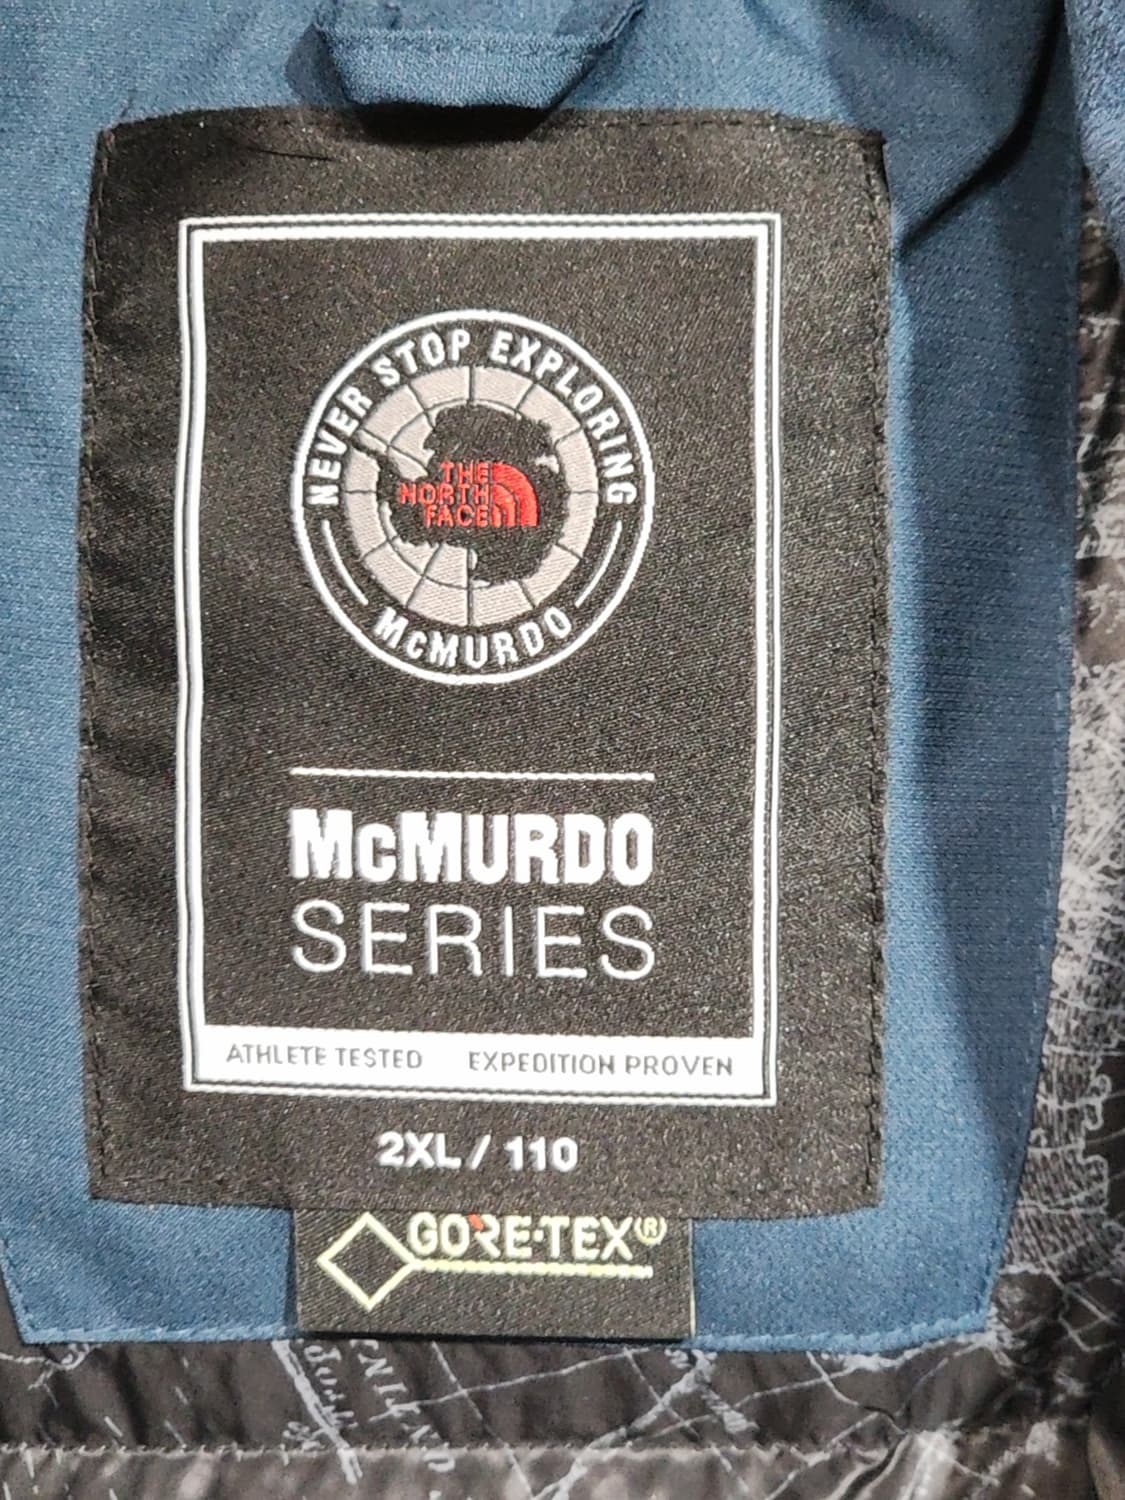 NEVER STOP EXPLORING
THE
NORTH
FACE
McMURDO
McMURDO
SERIES
ATHLETE TESTED EXPEDITION PROVEN
2XL / 110
GORE-TEX®